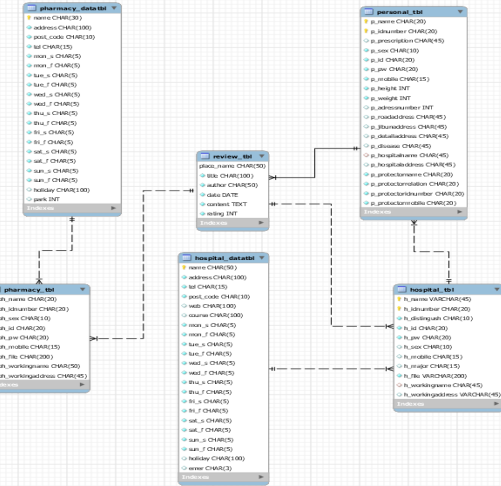 pharmacy_datatbl
name CHAR(30)
address CHAR(100)
post_code CHAR(10)
tel CHAR(15)
mon_s CHAR(5)
mon_f CHAR(5)
tue_s CHAR(5)
tue_f CHAR(5)
wed_s CHAR(5)
wed_f CHAR(5)
thu_s CHAR(5)
thu_f CHAR(5)
fri_s CHAR(5)
fri_f CHAR(5)
sat_s CHAR(5)
sat_f CHAR(5)
sun_s CHAR(5)
sun_f CHAR(5)
holiday CHAR(100)
park INT
Indexes
personal_tbl
p_name CHAR(20)
p_idnumber CHAR(20)
p_prescription CHAR(45)
p_sex CHAR(10)
p_id CHAR(20)
p_pw CHAR(20)
p_mobile CHAR(15)
p_height INT
p_weight INT
p_adressnumber INT
p_roadaddress CHAR(45)
p_jibunaddress CHAR(45)
p_detailaddress CHAR(45)
p_disease CHAR(45)
p_hospitalname CHAR(45)
p_hospitaladdress CHAR(45)
p_protectorname CHAR(20)
p_protectorrelation CHAR(20)
p_protectoridnumber CHAR(20)
p_protectormobile CHAR(20)
Indexes
review_tbl
place_name CHAR(50)
title CHAR(100)
author CHAR(50)
date DATE
content TEXT
rating INT
Indexes
hospital_datatbl
name CHAR(50)
address CHAR(100)
tel CHAR(15)
post_code CHAR(10)
web CHAR(100)
course CHAR(100)
mon_s CHAR(5)
mon_f CHAR(5)
tue_s CHAR(5)
tue_f CHAR(5)
wed_s CHAR(5)
wed_f CHAR(5)
thu_s CHAR(5)
thu_f CHAR(5)
fri_s CHAR(5)
fri_f CHAR(5)
sat_s CHAR(5)
sat_f CHAR(5)
sun_s CHAR(5)
sun_f CHAR(5)
holiday CHAR(100)
emer CHAR(3)
Indexes
pharmacy_tbl
ph_name CHAR(20)
ph_idnumber CHAR(20)
ph_sex CHAR(10)
ph_id CHAR(20)
ph_pw CHAR(20)
ph_mobile CHAR(15)
ph_file CHAR(200)
ph_workingname CHAR(50)
ph_workingaddress CHAR(45)
Indexes
hospital_tbl
h_name VARCHAR(45)
h_idnumber CHAR(20)
h_distinguish CHAR(10)
h_id CHAR(20)
h_pw CHAR(20)
h_sex CHAR(10)
h_mobile CHAR(15)
h_major CHAR(15)
h_file VARCHAR(200)
h_workingname CHAR(45)
h_workingaddress VARCHAR(45)
Indexes